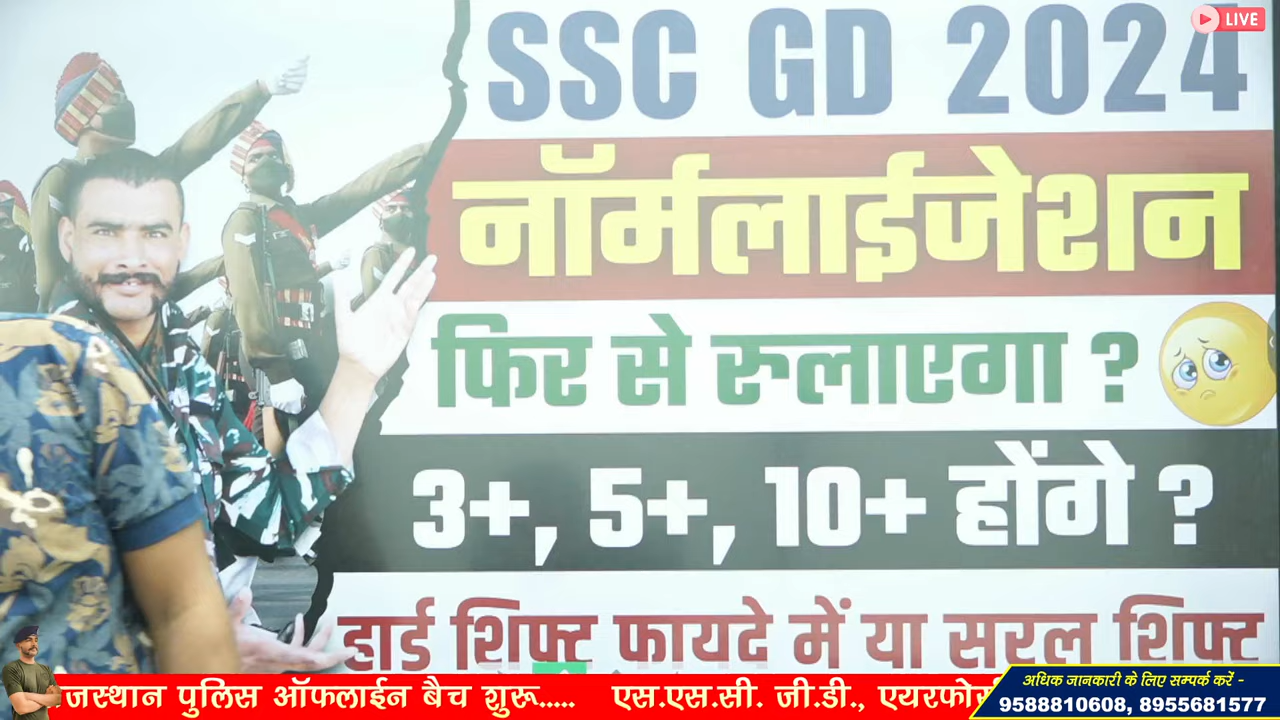 LIVE
SSC GD 2024
नॉर्मलाईजेशन
फिर से रुलाएगा ?
3+, 5+, 10+ होंगे ?
हार्ड शिफ्ट फायदे में या सरल शिफ्ट
जस्थान पुलिस ऑफलाईन बैच शुरू..... एस.एस.सी. जी.डी., एयरफोर्स
अधिक जानकारी के लिए सम्पर्क करें -
9588810608, 8955681577